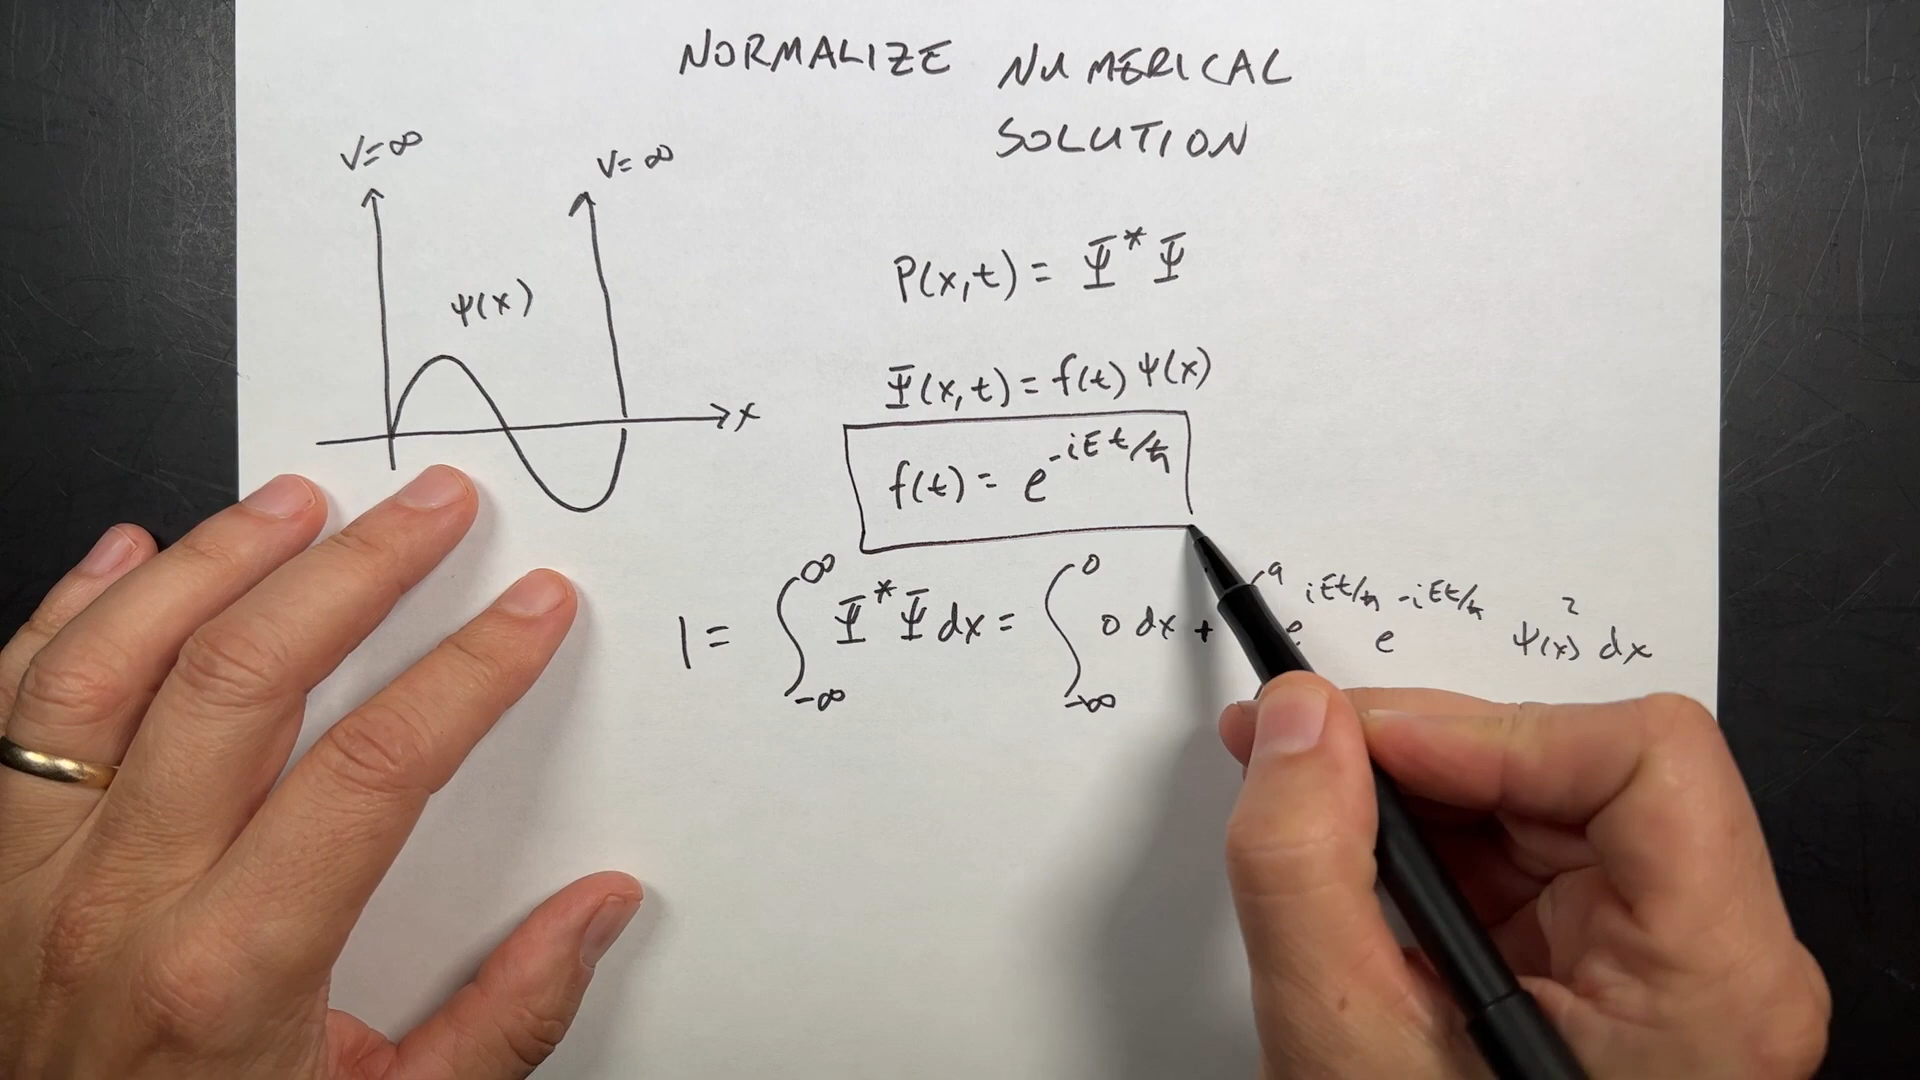 NORMALIZE NUMERICAL
SOLUTION
V=∞
V=∞
ψ(x)
x
P(x,t) = Ψ* Ψ
Ψ(x,t) = f(t) ψ(x)
f(t) = e^{-iEt/ħ}
1 = ∫_{-∞}^{∞} Ψ* Ψ dx = ∫_{-∞}^{0} 0 dx + ∫^{a} e^{iEt/ħ} e^{-iEt/ħ} ψ(x)² dx